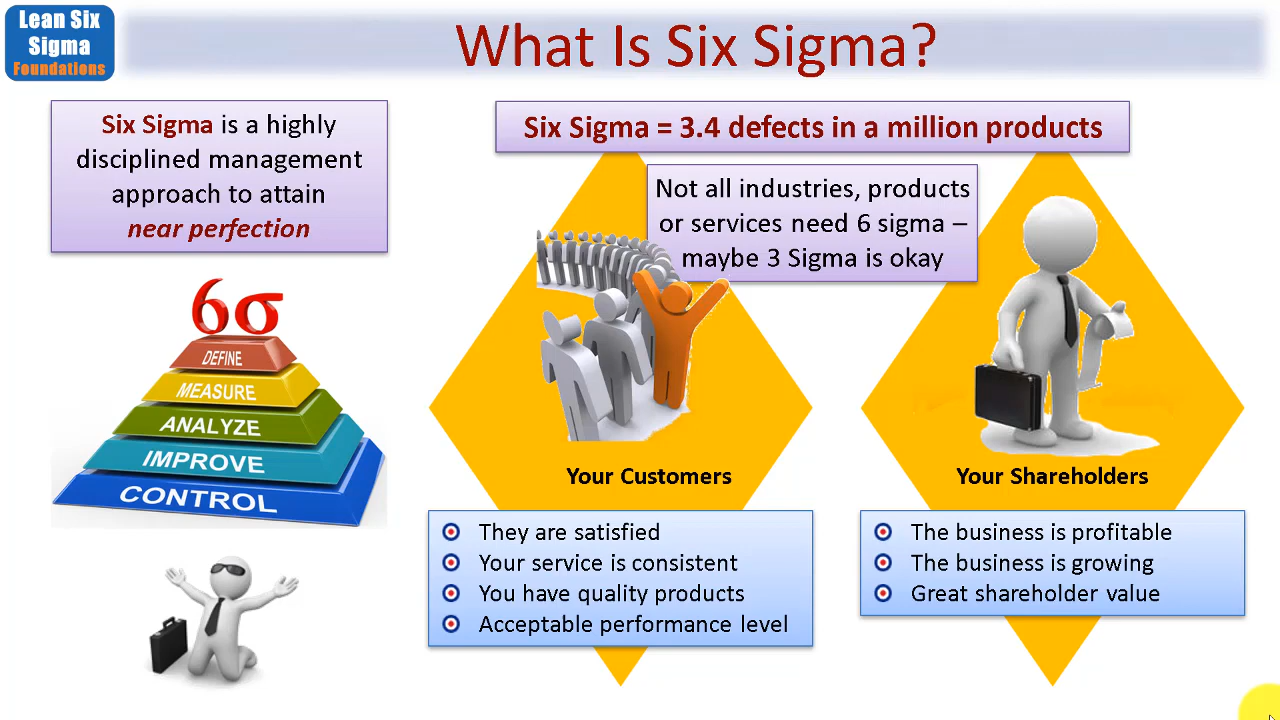 Lean Six
Sigma
Foundations
What Is Six Sigma?
Six Sigma is a highly
disciplined management
approach to attain
near perfection
6σ
DEFINE
MEASURE
ANALYZE
IMPROVE
CONTROL
Six Sigma = 3.4 defects in a million products
Not all industries, products
or services need 6 sigma –
maybe 3 Sigma is okay
Your Customers
They are satisfied
Your service is consistent
You have quality products
Acceptable performance level
Your Shareholders
The business is profitable
The business is growing
Great shareholder value